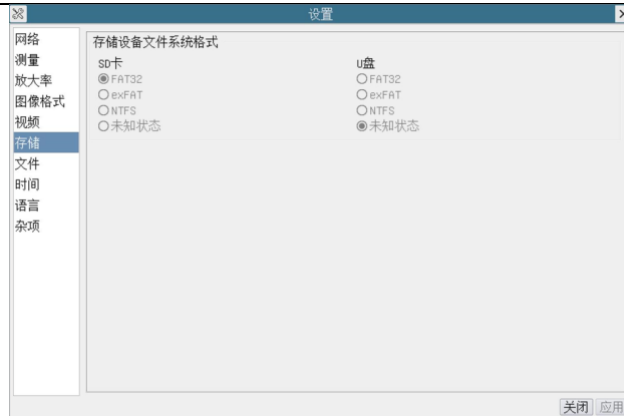 设置
网络
测量
放大率
图像格式
视频
存储
文件
时间
语言
杂项
存储设备文件系统格式
SD卡
FAT32
exFAT
NTFS
未知状态
U盘
FAT32
exFAT
NTFS
未知状态
关闭 应用